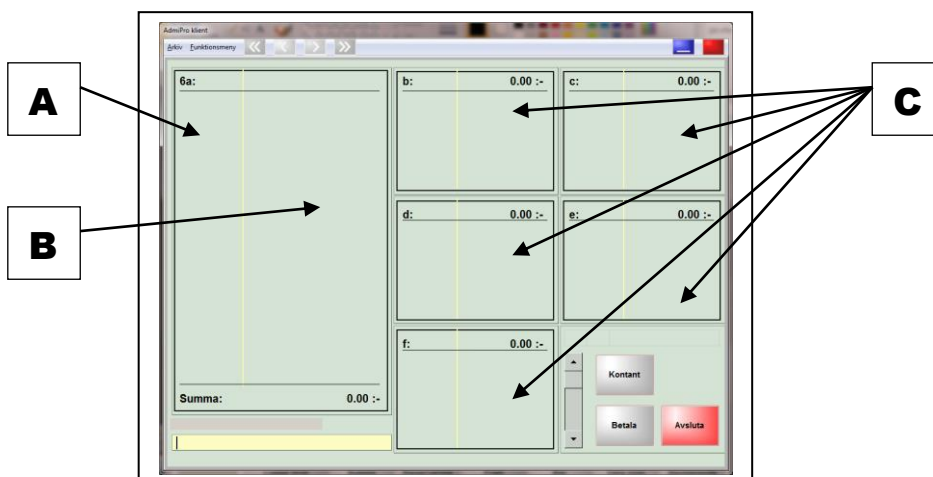 AdmiPro klient
Arkiv Funktionsmeny
A
B
C
6a:
Summa: 0.00 :-
b: 0.00 :-
c: 0.00 :-
d: 0.00 :-
e: 0.00 :-
f: 0.00 :-
Kontant
Betala
Avsluta